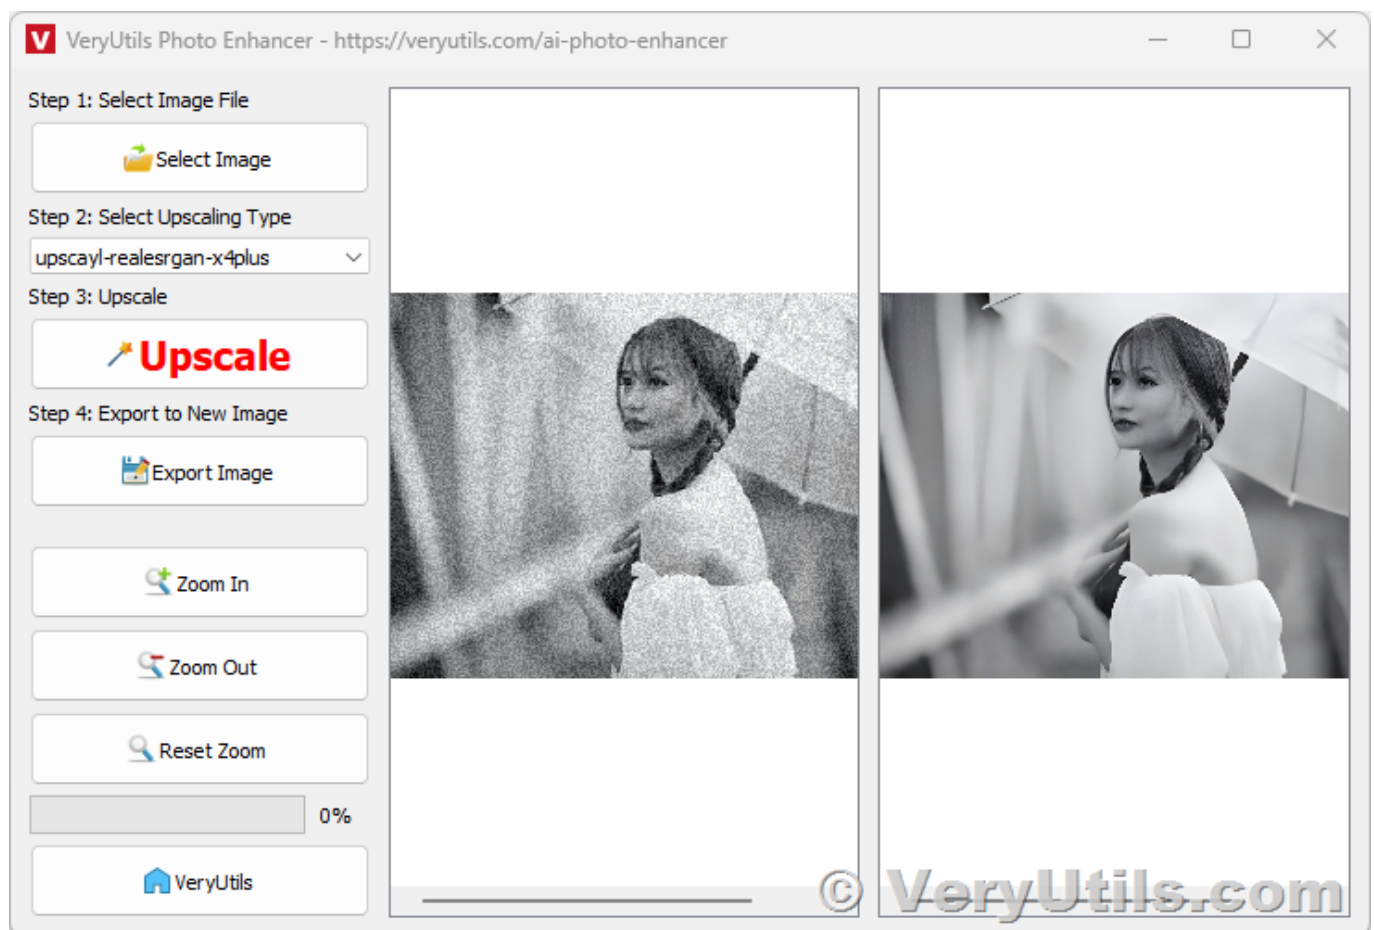 V VeryUtils Photo Enhancer - https://veryutils.com/ai-photo-enhancer
Step 1: Select Image File
Select Image
Step 2: Select Upscaling Type
upscayl-realesrgan-x4plus
Step 3: Upscale
Upscale
Step 4: Export to New Image
Export Image
Zoom In
Zoom Out
Reset Zoom
0%
VeryUtils
© VeryUtils.com